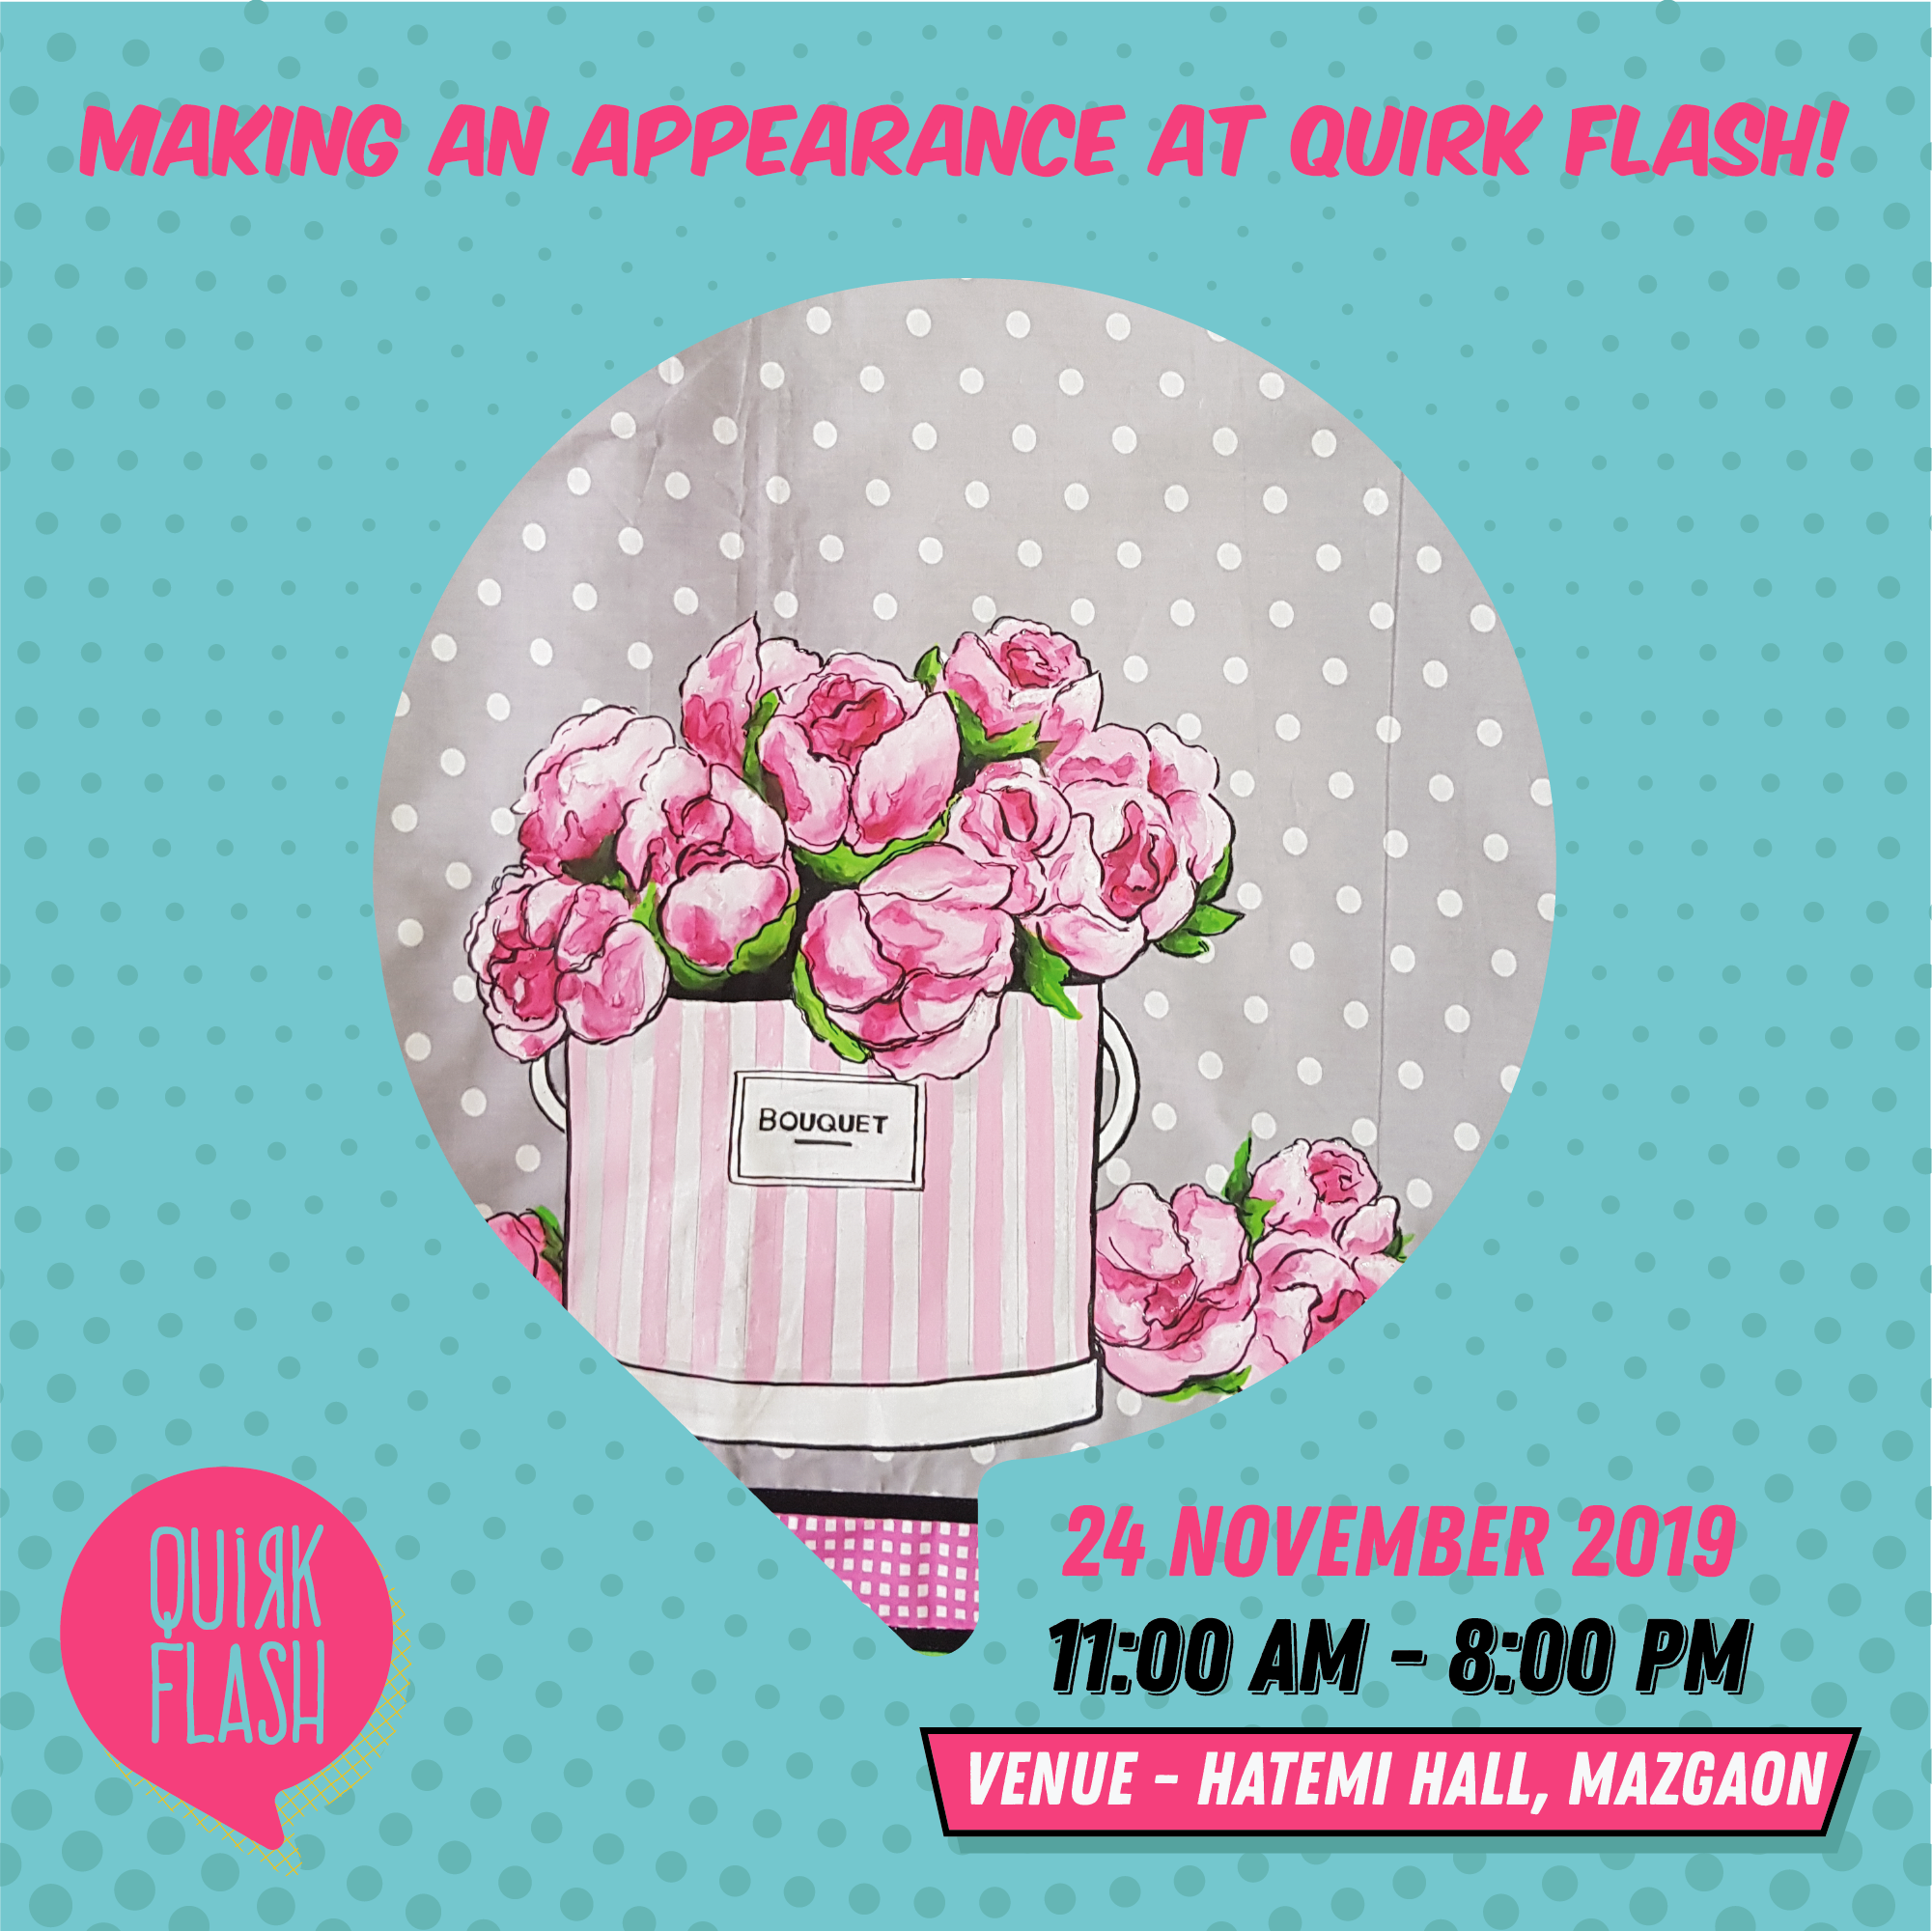 MAKING AN APPEARANCE AT QUIRK FLASH!
BOUQUET
24 NOVEMBER 2019
11:00 AM - 8:00 PM
VENUE - HATEMI HALL, MAZGAON
QUiRK
FLASH